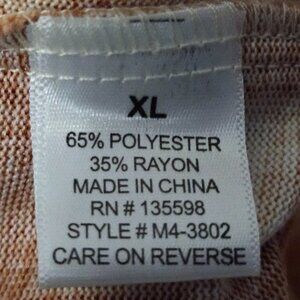 XL
65% POLYESTER
35% RAYON
MADE IN CHINA
RN # 135598
STYLE # M4-3802
CARE ON REVERSE